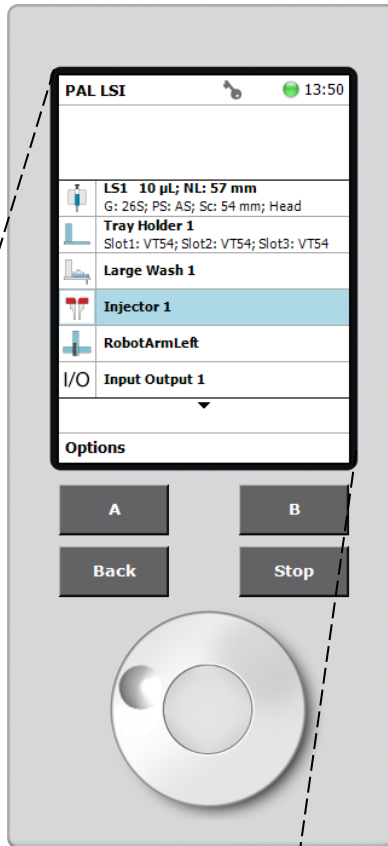 PAL LSI 13:50
LS1 10 µL; NL: 57 mm
G: 26S; PS: AS; Sc: 54 mm; Head
Tray Holder 1
Slot1: VT54; Slot2: VT54; Slot3: VT54
Large Wash 1
Injector 1
RobotArmLeft
I/O Input Output 1
Options
A B
Back Stop